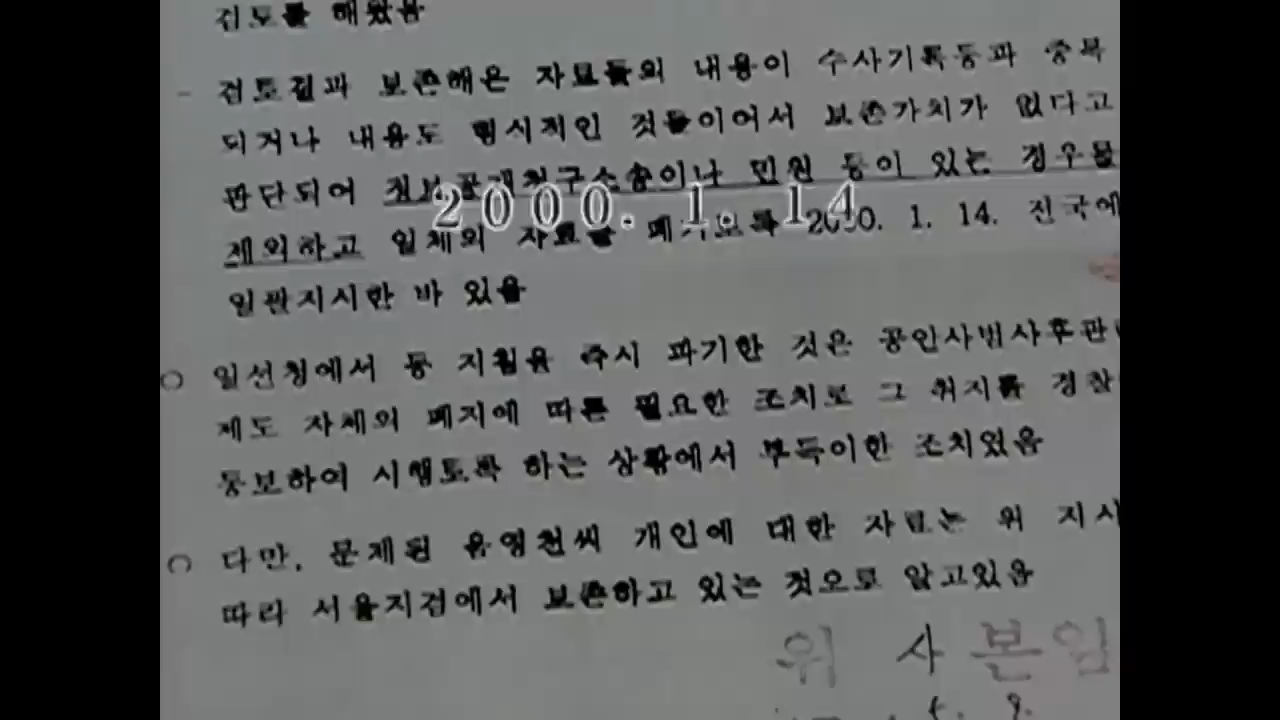 검토를 해왔음
- 검토결과 보존해온 자료들의 내용이 수사기록등과 중복
되거나 내용도 형식적인 것들이어서 보존가치가 없다고
판단되어 정보공개청구소송이나 민원 등이 있는 경우를
2000. 1. 14
제외하고 일체의 자료를 폐기토록 2000. 1. 14. 전국에
일괄지시한 바 있음
○ 일선청에서 동 지침을 즉시 파기한 것은 공안사범사후관
제도 자체의 폐지에 따른 필요한 조치로 그 취지를 경찰
통보하여 시행토록 하는 상황에서 부득이한 조치였음
○ 다만, 문제된 유영천씨 개인에 대한 자료는 위 지시
따라 서울지검에서 보존하고 있는 것으로 알고있음
위 사본임